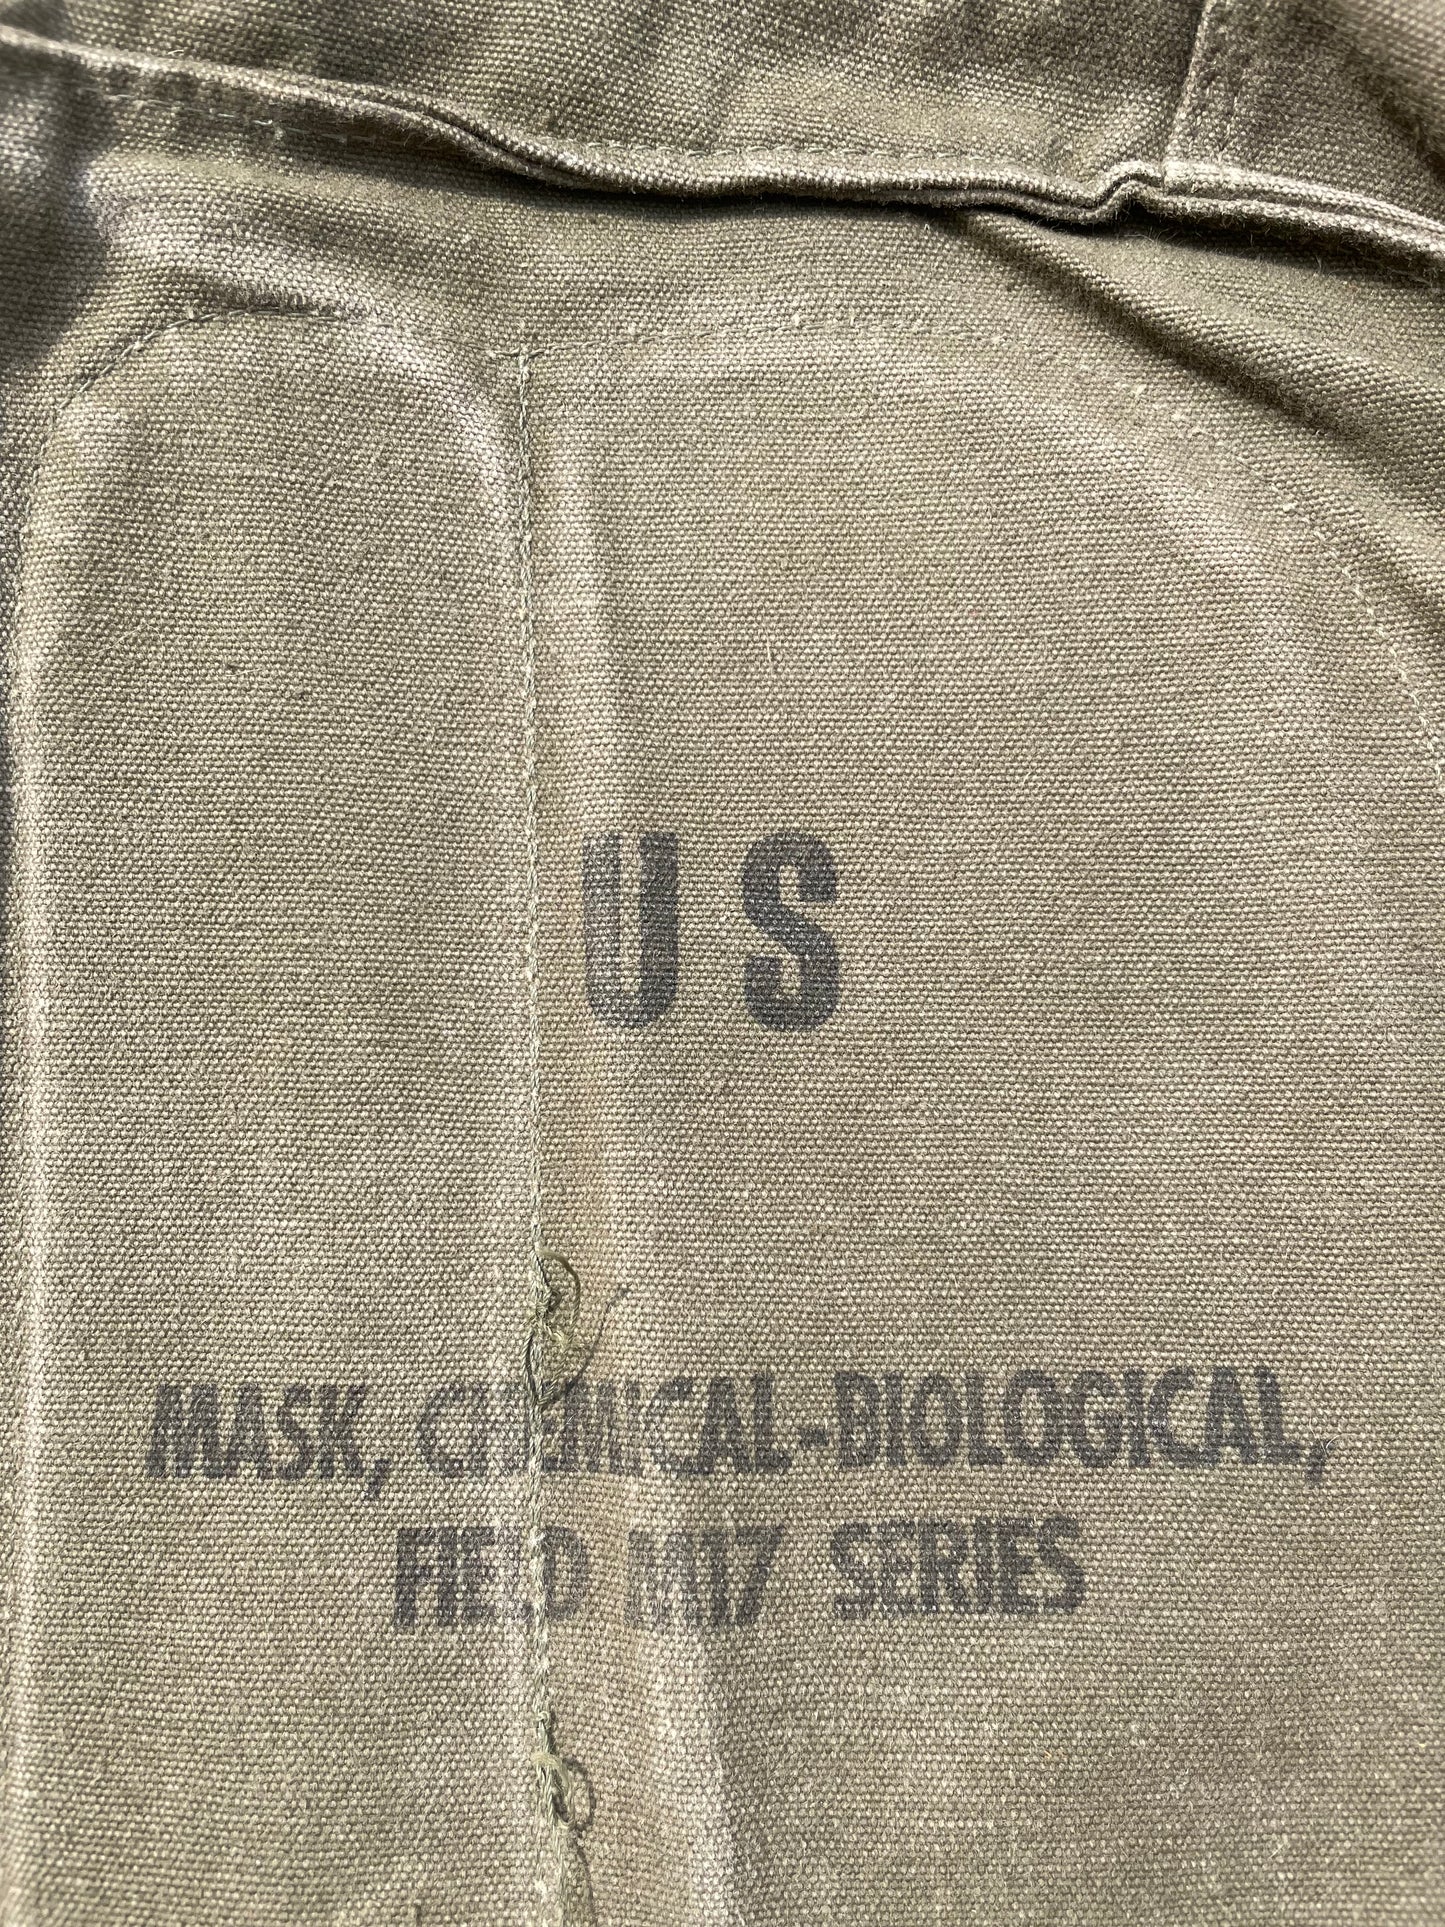 US
MASK, CHEMICAL-BIOLOGICAL,
FIELD M17 SERIES